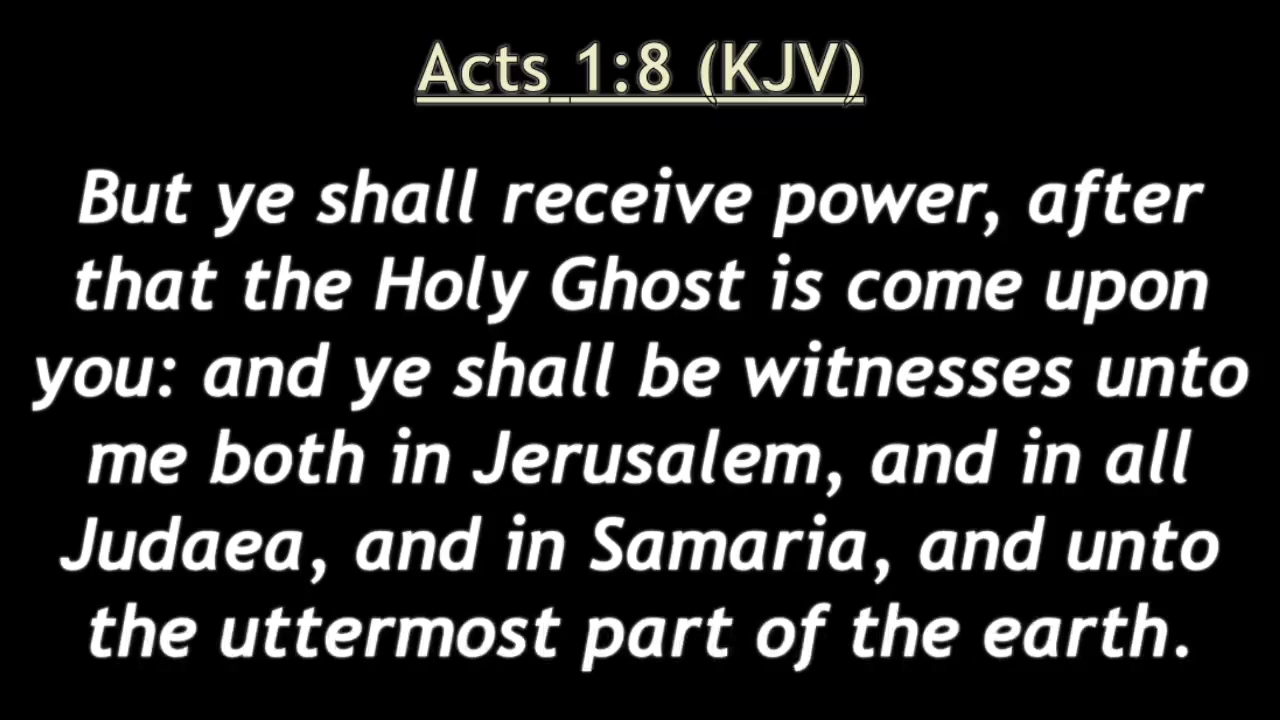 Acts 1:8 (KJV)
But ye shall receive power, after
that the Holy Ghost is come upon
you: and ye shall be witnesses unto
me both in Jerusalem, and in all
Judaea, and in Samaria, and unto
the uttermost part of the earth.